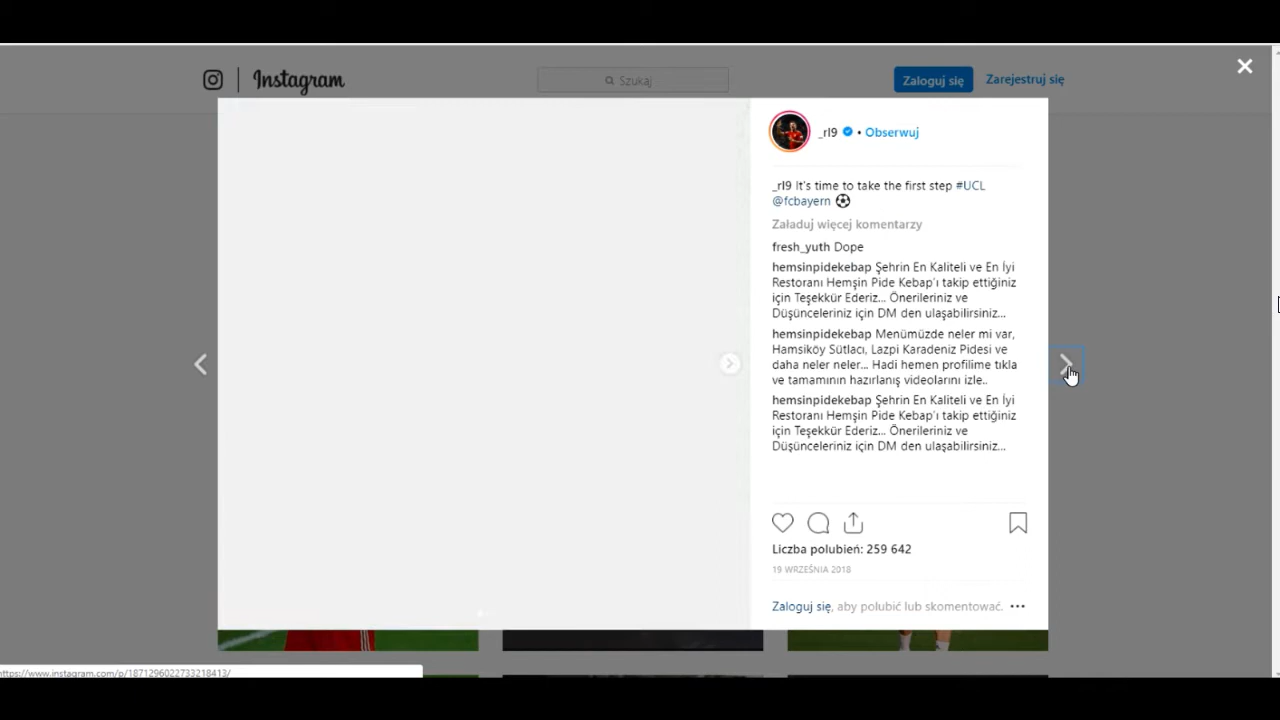 Instagram
Szukaj
Zaloguj się
Zarejestruj się
_rl9 • Obserwuj
_rl9 It's time to take the first step #UCL
@fcbayern ⚽
Załaduj więcej komentarzy
fresh_yuth Dope
hemsinpidekebap Şehrin En Kaliteli ve En İyi
Restoranı Hemşin Pide Kebap'ı takip ettiğiniz
için Teşekkür Ederiz... Önerileriniz ve
Düşünceleriniz için DM den ulaşabilirsiniz...
hemsinpidekebap Menümüzde neler mi var,
Hamsiköy Sütlacı, Lazpi Karadeniz Pidesi ve
daha neler neler... Hadi hemen profilime tıkla
ve tamamının hazırlanış videolarını izle..
hemsinpidekebap Şehrin En Kaliteli ve En İyi
Restoranı Hemşin Pide Kebap'ı takip ettiğiniz
için Teşekkür Ederiz... Önerileriniz ve
Düşünceleriniz için DM den ulaşabilirsiniz...
Liczba polubień: 259 642
19 WRZEŚNIA 2018
Zaloguj się, aby polubić lub skomentować.
https://www.instagram.com/p/1871296022733218413/